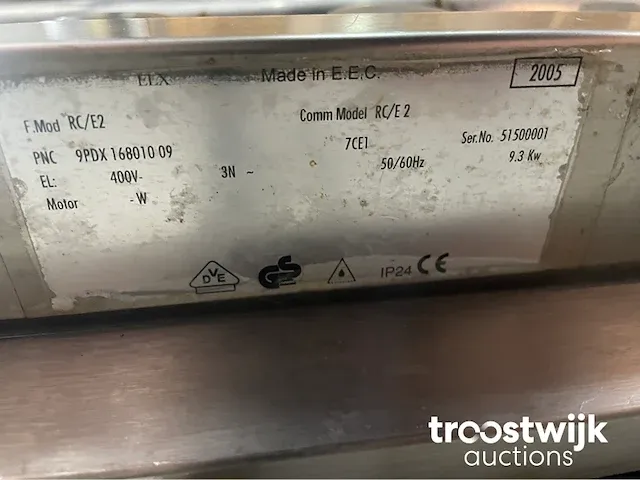 ELX Made in E.E.C. 2005
F.Mod RC/E2 Comm Model RC/E 2
PNC 9PDX 168010 09 7CE1 Ser.No. 51500001
EL: 400V- 3N ~ 50/60Hz 9.3 Kw
Motor - W
DVE GS IP24 CE
troostwijk
auctions